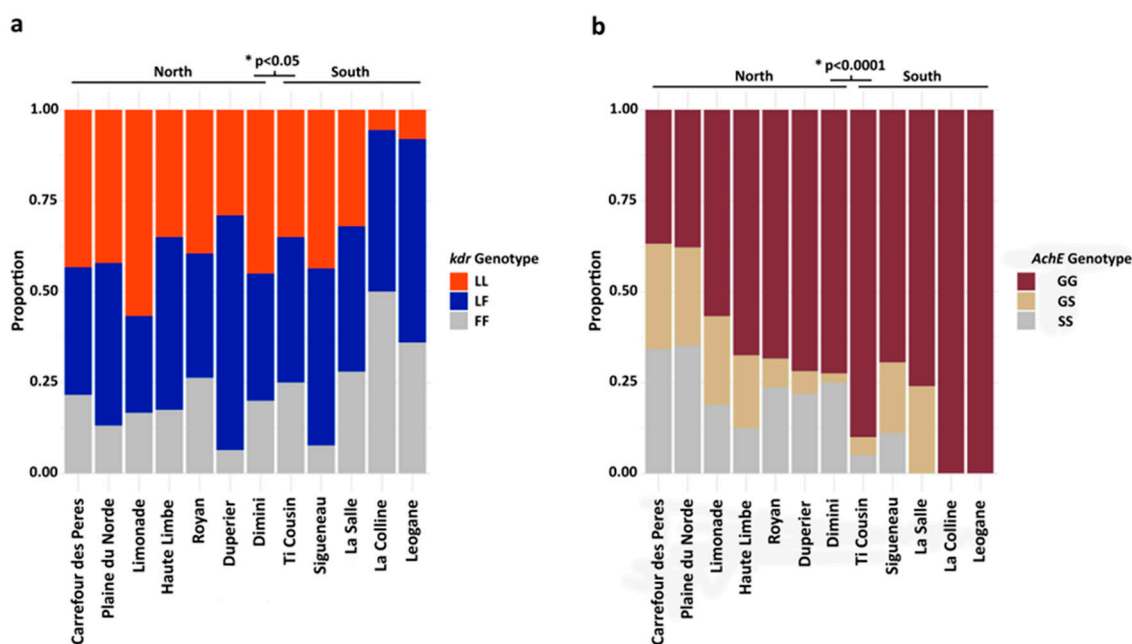 a
* p<0.05
North
South
1.00
0.75
0.50
0.25
0.00
Proportion
kdr Genotype
LL
LF
FF
Carrefour des Peres
Plaine du Norde
Limonade
Haute Limbe
Royan
Duperier
Dimini
Ti Cousin
Sigueneau
La Salle
La Colline
Leogane
b
* p<0.0001
North
South
1.00
0.75
0.50
0.25
0.00
Proportion
AchE Genotype
GG
GS
SS
Carrefour des Peres
Plaine du Norde
Limonade
Haute Limbe
Royan
Duperier
Dimini
Ti Cousin
Sigueneau
La Salle
La Colline
Leogane